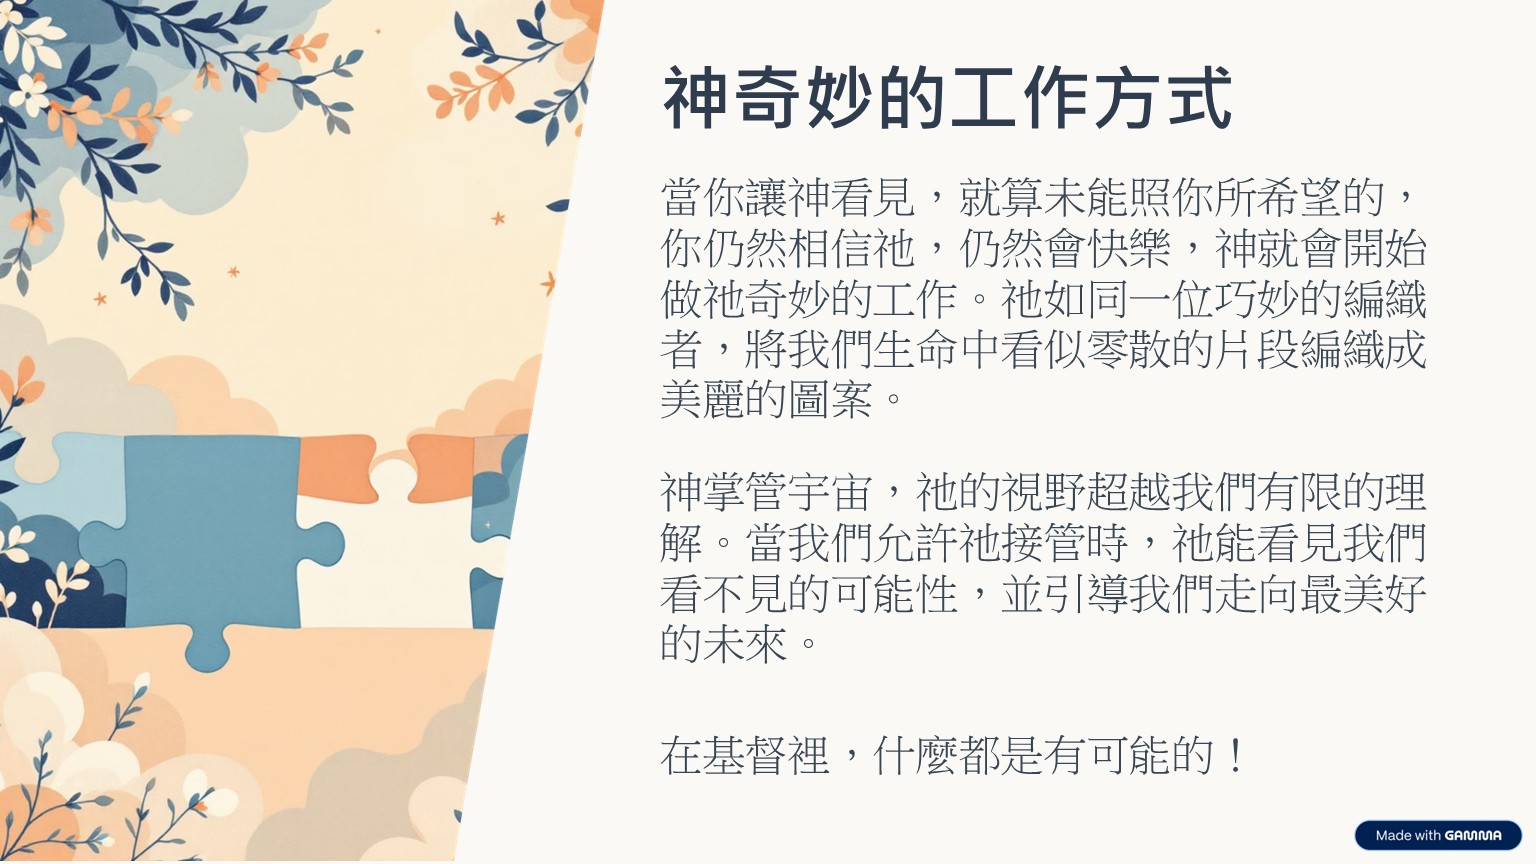 神奇妙的工作方式
當你讓神看見，就算未能照你所希望的，
你仍然相信祂，仍然會快樂，神就會開始
做祂奇妙的工作。祂如同一位巧妙的編織
者，將我們生命中看似零散的片段編織成
美麗的圖案。
神掌管宇宙，祂的視野超越我們有限的理
解。當我們允許祂接管時，祂能看見我們
看不見的可能性，並引導我們走向最美好
的未來。
在基督裡，什麼都是有可能的！
Made with GAMMA